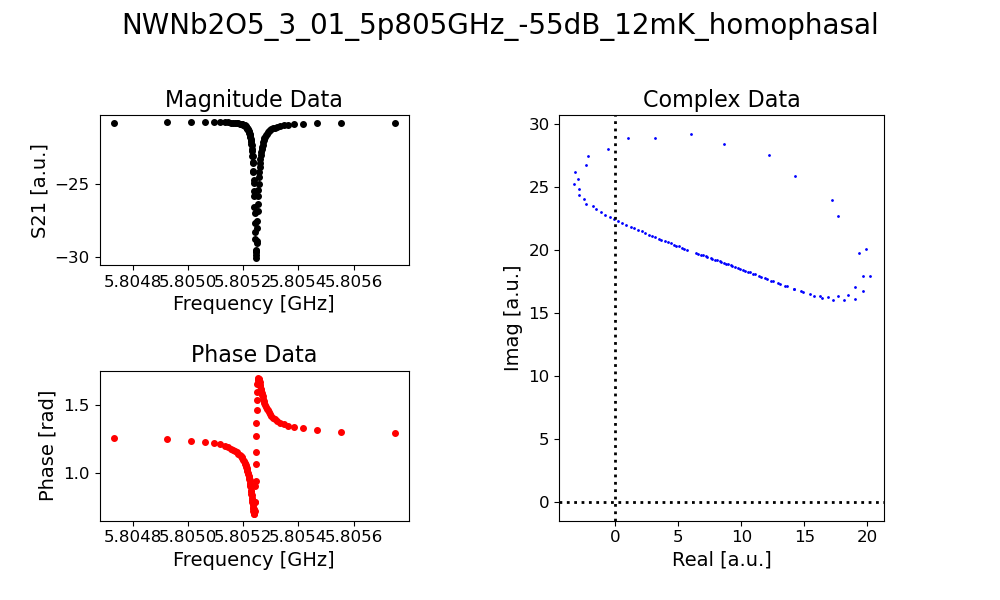 NWNb2O5_3_01_5p805GHz_-55dB_12mK_homophasal
Magnitude Data
S21 [a.u.]
−25
−30
5.8048 5.8050 5.8052 5.8054 5.8056
Frequency [GHz]
Phase Data
Phase [rad]
1.5
1.0
5.8048 5.8050 5.8052 5.8054 5.8056
Frequency [GHz]
Complex Data
Imag [a.u.]
30
25
20
15
10
5
0
0 5 10 15 20
Real [a.u.]